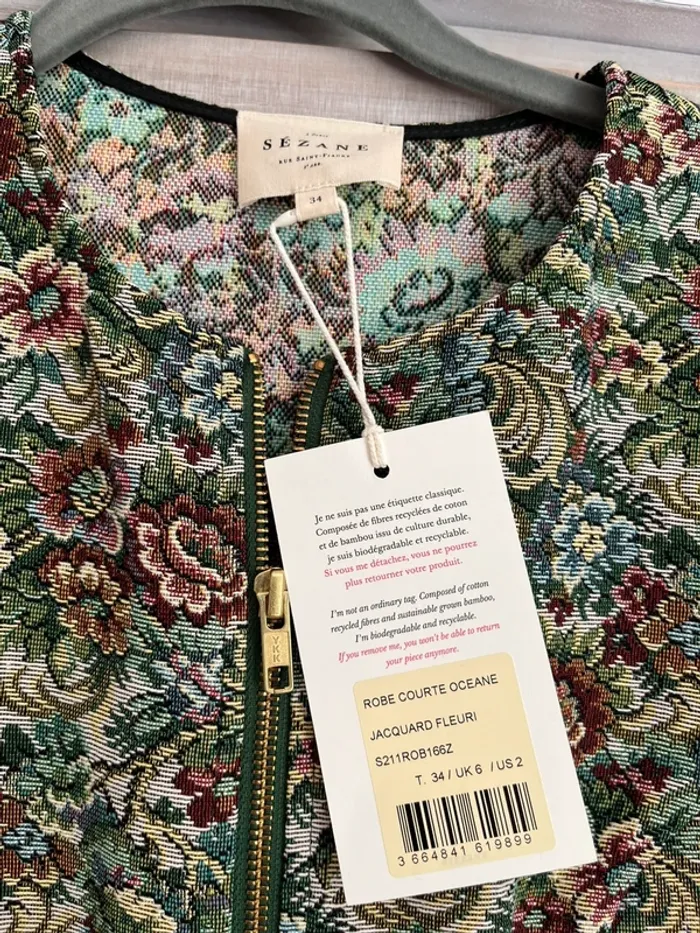 SÉZANE
RUE SAINT-FIACRE
34
Je ne suis pas une étiquette classique.
Composée de fibres recyclées de coton
et de bambou issu de culture durable,
je suis biodégradable et recyclable.
Si vous me détachez, vous ne pourrez
plus retourner votre produit.
I'm not an ordinary tag. Composed of cotton
recycled fibres and sustainable grown bamboo,
I'm biodegradable and recyclable.
If you remove me, you won't be able to return
your piece anymore.
YKK
ROBE COURTE OCEANE
JACQUARD FLEURI
S211ROB166Z
T. 34 / UK 6 / US 2
3 664841 619899